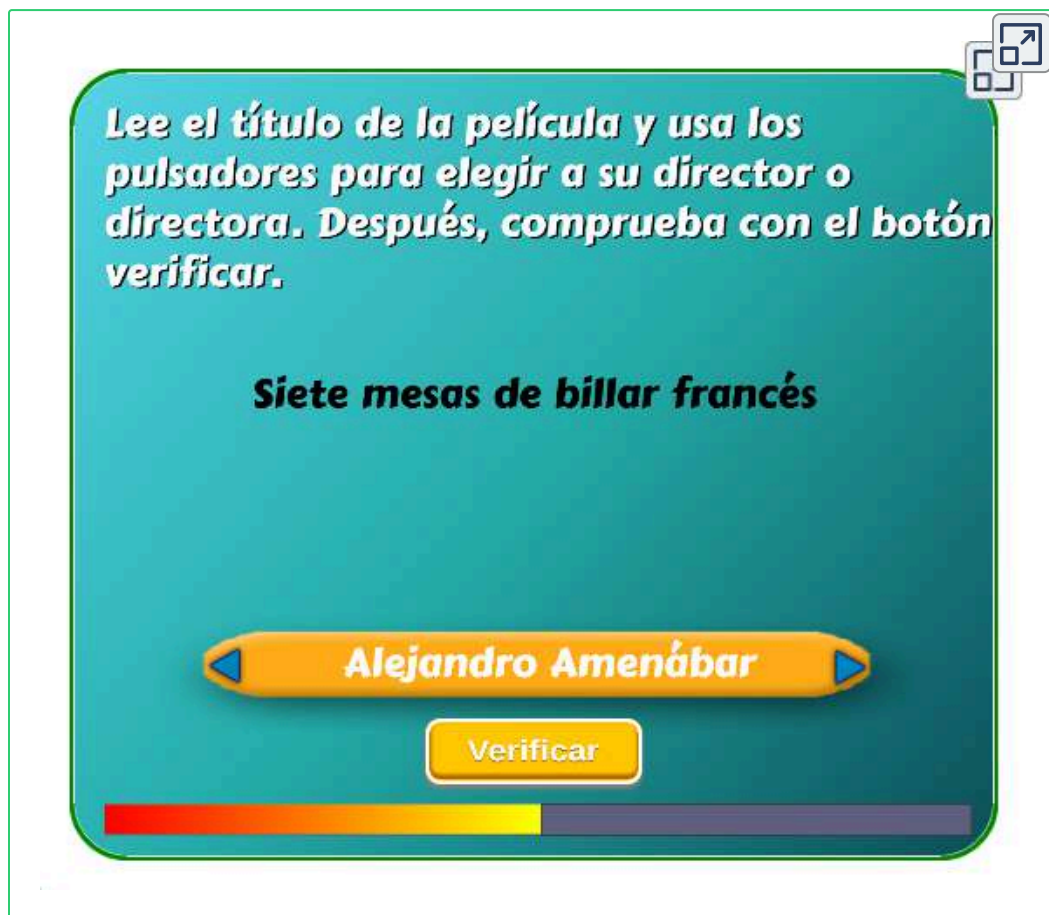 Lee el título de la película y usa los
pulsadores para elegir a su director o
directora. Después, comprueba con el botón
verificar.
Siete mesas de billar francés
Alejandro Amenábar
Verificar